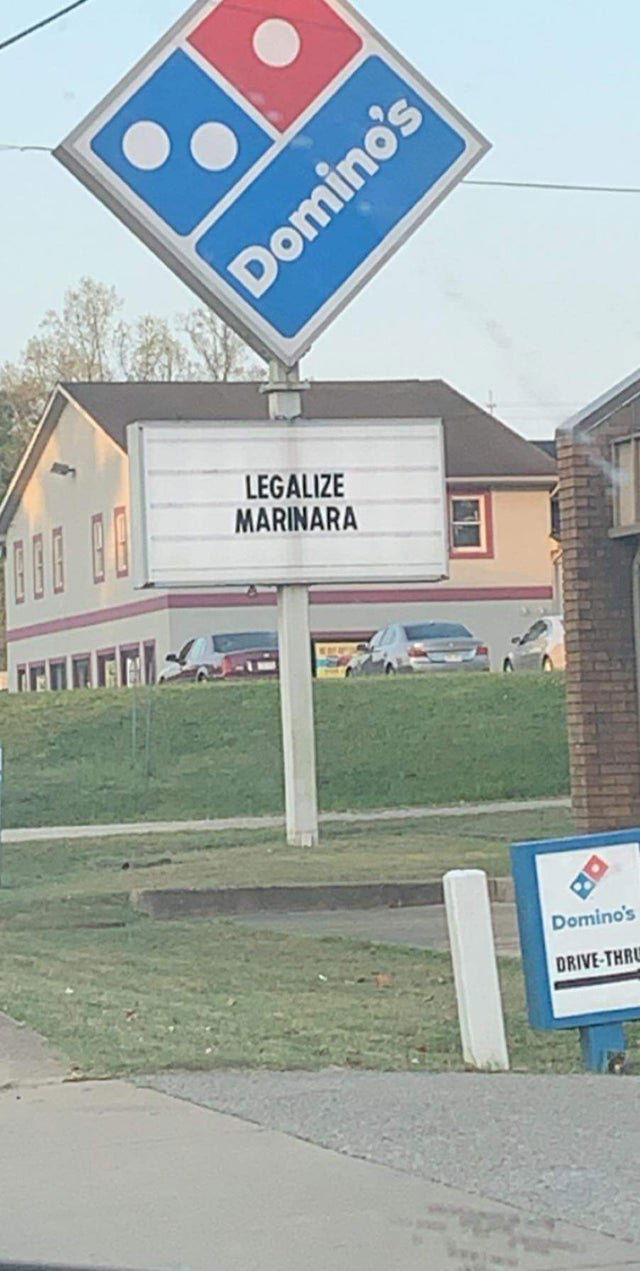 Domino's
LEGALIZE
MARINARA
Domino's
DRIVE-THRU